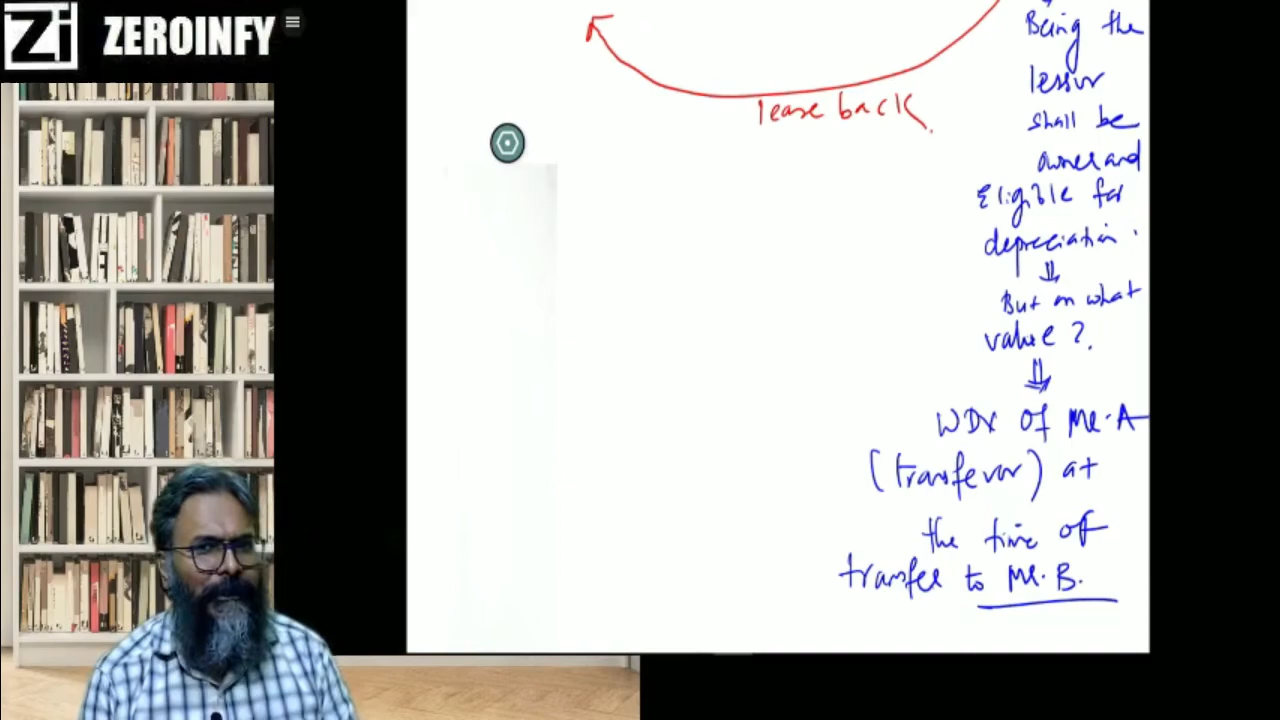 Zi ZEROINFY
lease back.
Being the
lessor
shall be
owner and
Eligible for
depreciation.
But on what
value?
WDV of Mr. A
(transferor) at
the time of
transfer to Mr. B.